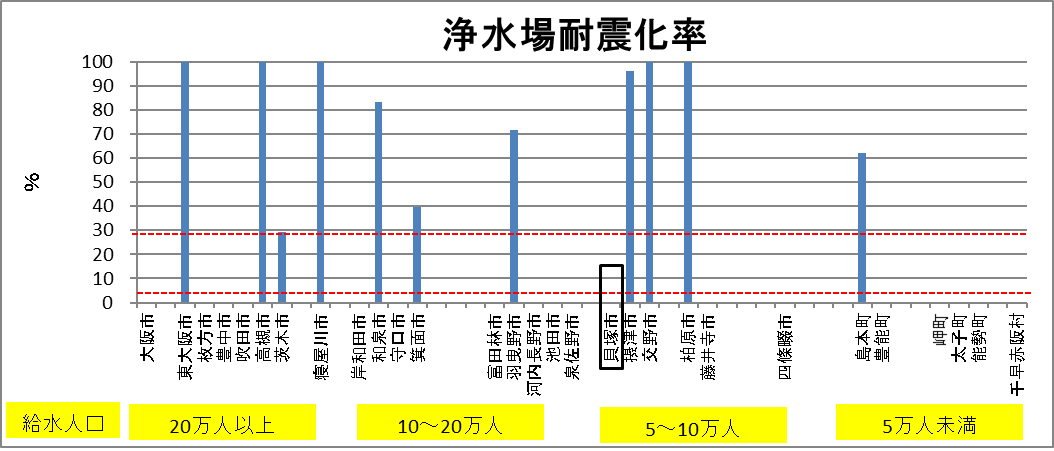 浄水場耐震化率
%
100
90
80
70
60
50
40
30
20
10
0
大阪市
東大阪市
枚方市
豊中市
吹田市
高槻市
茨木市
寝屋川市
岸和田市
和泉市
守口市
箕面市
富田林市
羽曳野市
河内長野市
池田市
泉佐野市
貝塚市
摂津市
交野市
柏原市
藤井寺市
四條畷市
島本町
豊能町
岬町
太子町
能勢町
千早赤阪村
給水人口
20万人以上
10～20万人
5～10万人
5万人未満